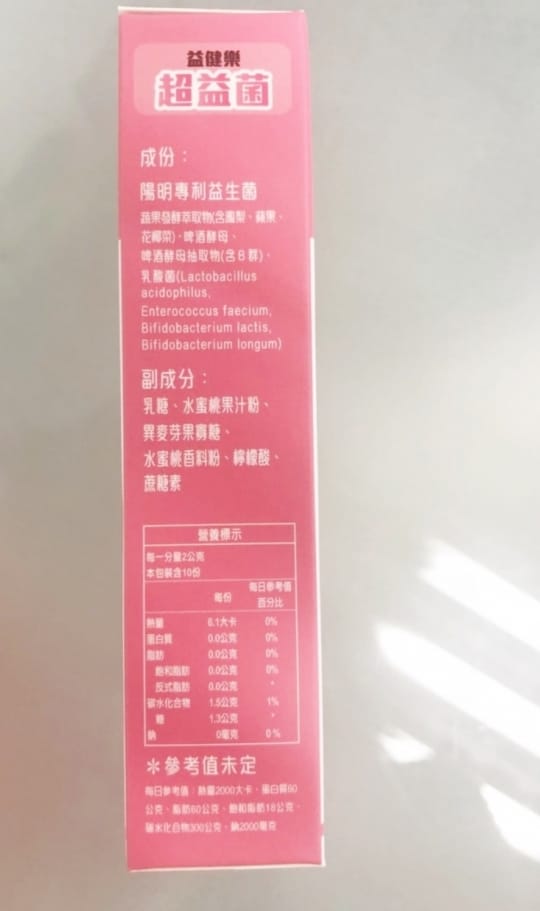 益健樂
超益菌
成份：
陽明專利益生菌
蔬果發酵萃取物(含鳳梨、蘋果、
花椰菜)、啤酒酵母、
啤酒酵母抽取物(含B群)、
乳酸菌(Lactobacillus
acidophilus,
Enterococcus faecium,
Bifidobacterium lactis,
Bifidobacterium longum)
副成分：
乳糖、水蜜桃果汁粉、
異麥芽果寡糖、
水蜜桃香料粉、檸檬酸、
蔗糖素
營養標示
每一分量2公克
本包裝含10份
每份 每日參考值百分比
熱量 6.1大卡 0%
蛋白質 0.0公克 0%
脂肪 0.0公克 0%
飽和脂肪 0.0公克 0%
反式脂肪 0.0公克 *
碳水化合物 1.5公克 1%
糖 1.3公克 *
鈉 0毫克 0%
＊參考值未定
每日參考值：熱量2000大卡、蛋白質60
公克、脂肪60公克、飽和脂肪18公克、
碳水化合物300公克、鈉2000毫克